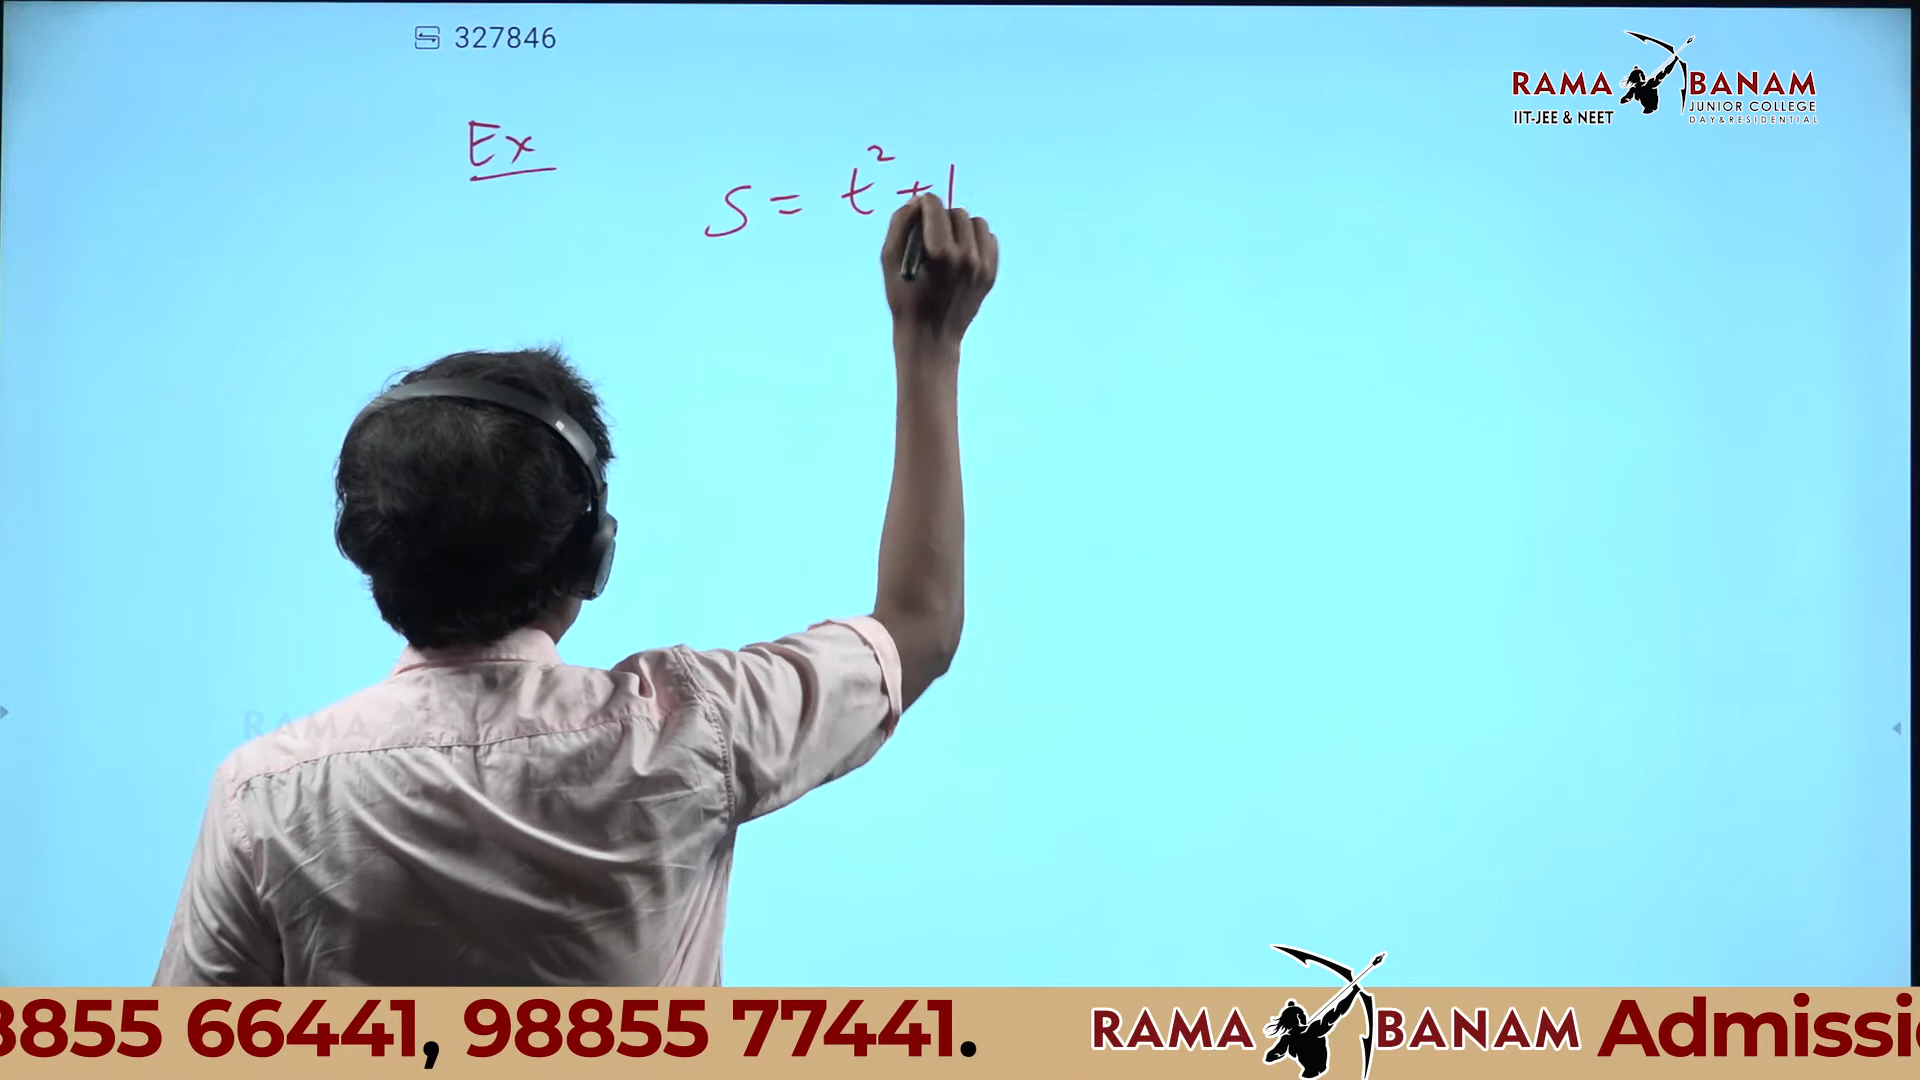 327846
RAMA BANAM
JUNIOR COLLEGE
IIT-JEE & NEET
DAY & RESIDENTIAL
Ex
S = t² + 1
RAMA
8855 66441, 98855 77441.
RAMA BANAM
Admissi